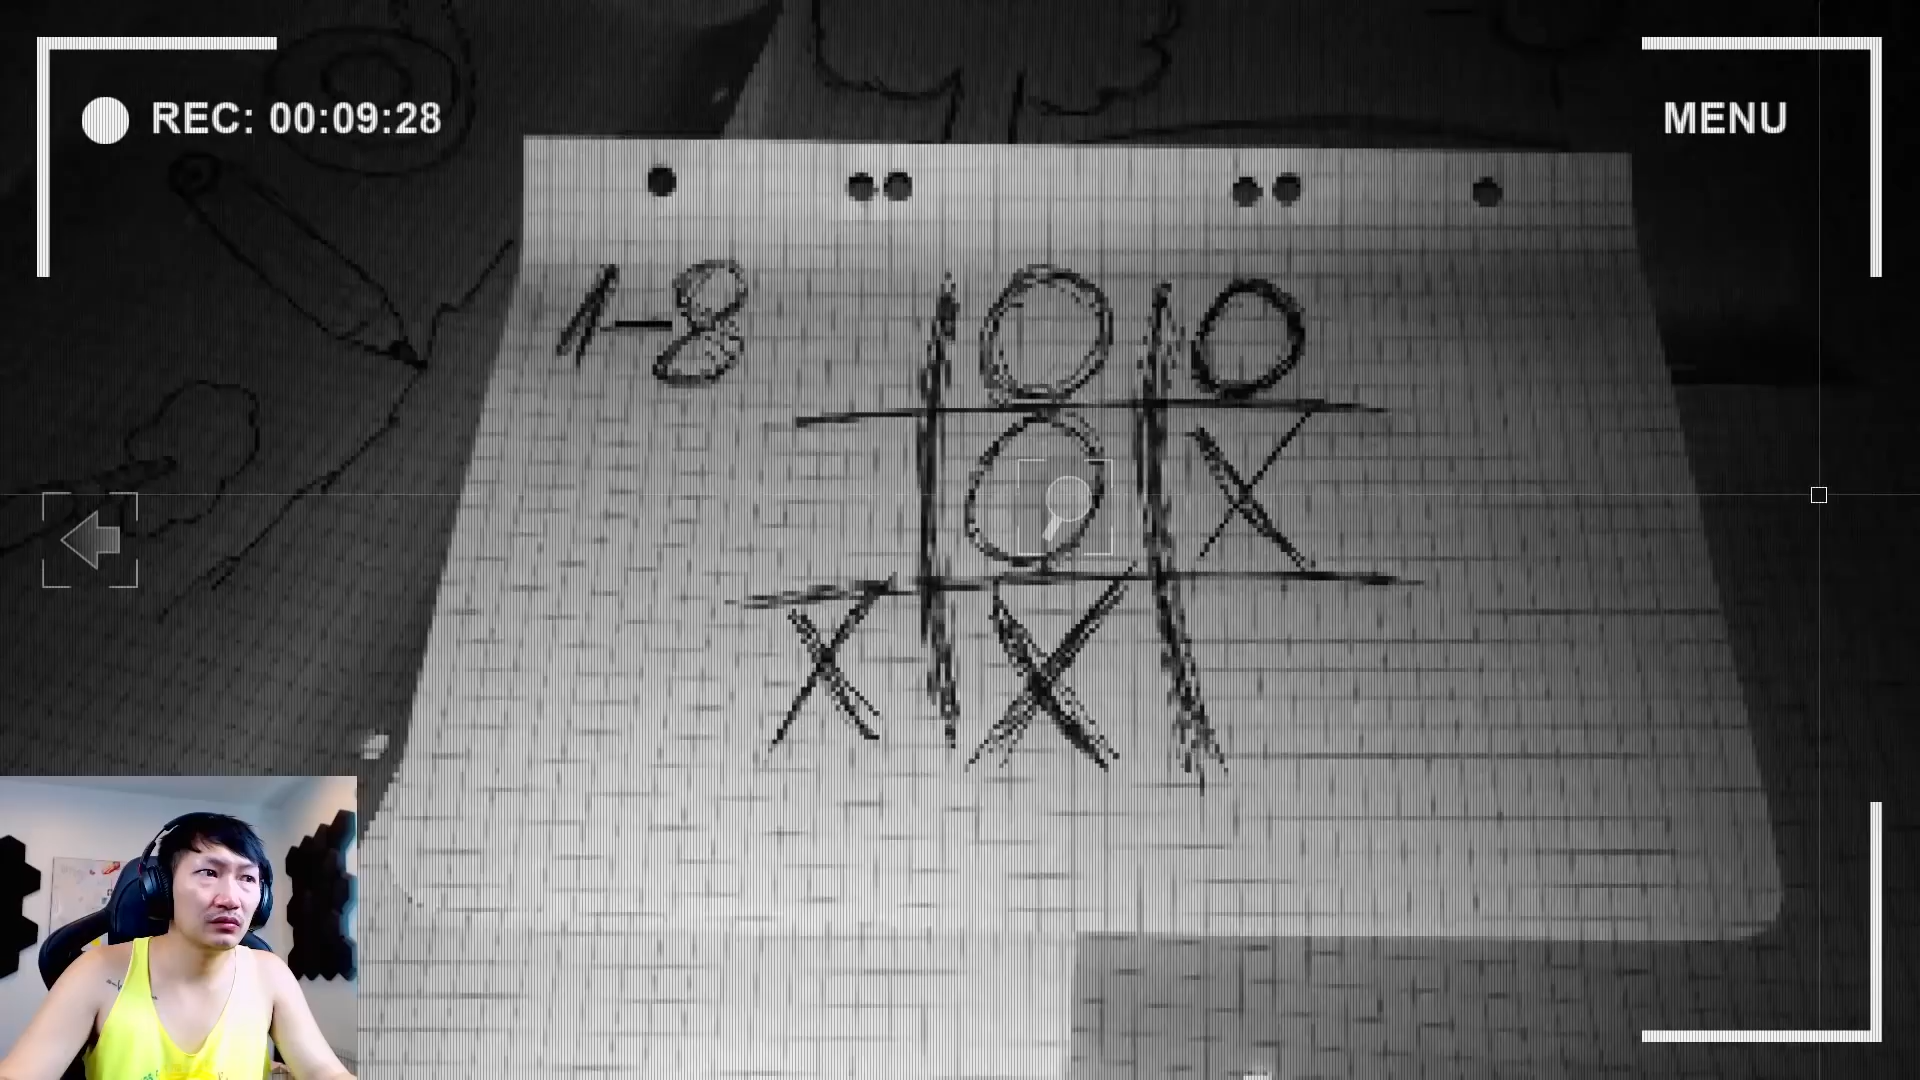 REC: 00:09:28
MENU
1-8
O O
O X
X X